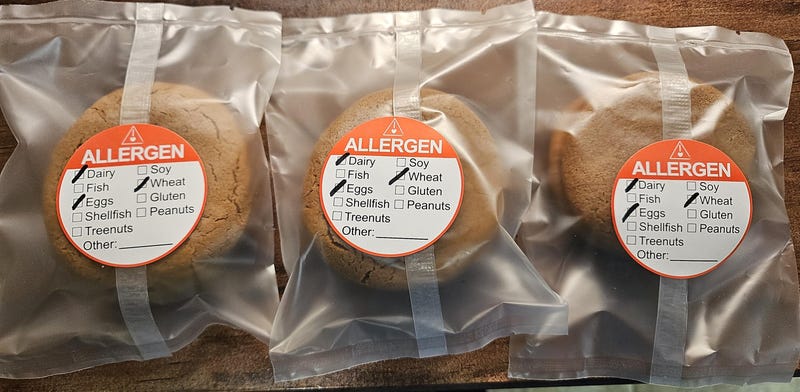 ALLERGEN
Dairy Soy
Fish Wheat
Eggs Gluten
Shellfish Peanuts
Treenuts
Other:
ALLERGEN
Dairy Soy
Fish Wheat
Eggs Gluten
Shellfish Peanuts
Treenuts
Other:
ALLERGEN
Dairy Soy
Fish Wheat
Eggs Gluten
Shellfish Peanuts
Treenuts
Other: